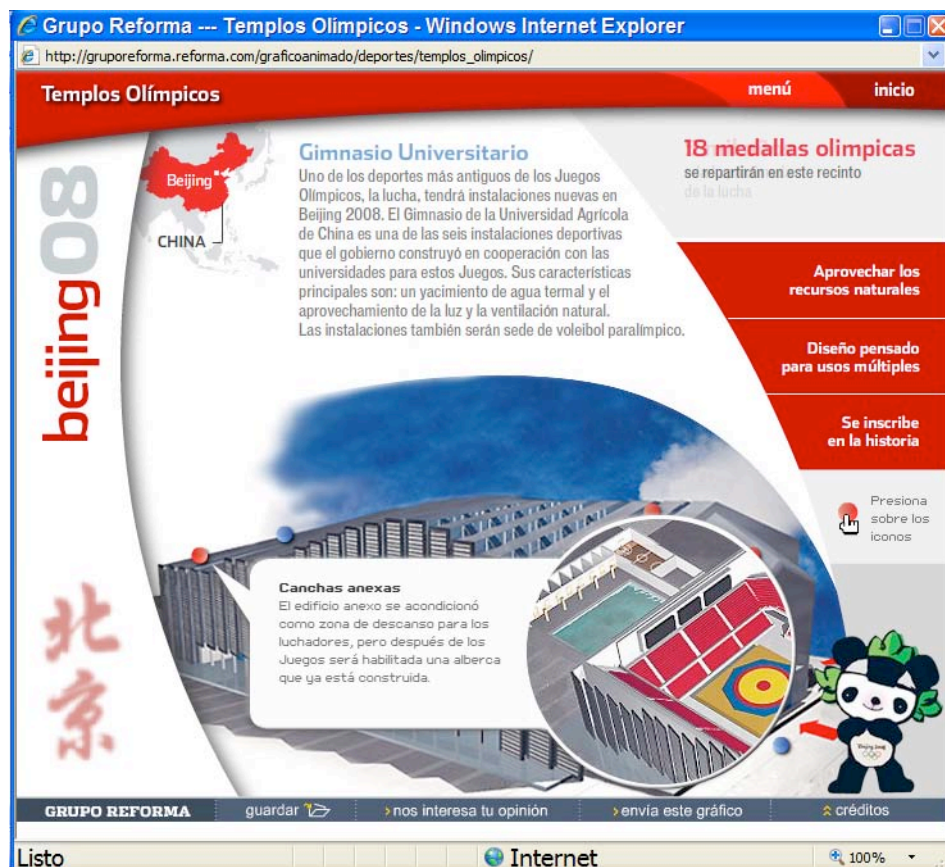 Grupo Reforma --- Templos Olimpicos - Windows Internet Explorer
http://gruporeforma.reforma.com/graficoanimado/deportes/templos_olimpicos/
Templos Olímpicos
menú
inicio
beijing08
Beijing
CHINA
Gimnasio Universitario
Uno de los deportes más antiguos de los Juegos
Olímpicos, la lucha, tendrá instalaciones nuevas en
Beijing 2008. El Gimnasio de la Universidad Agrícola
de China es una de las seis instalaciones deportivas
que el gobierno construyó en cooperación con las
universidades para estos Juegos. Sus características
principales son: un yacimiento de agua termal y el
aprovechamiento de la luz y la ventilación natural.
Las instalaciones también serán sede de voleibol paralímpico.
18 medallas olimpicas
se repartirán en este recinto
de la lucha
Aprovechar los
recursos naturales
Diseño pensado
para usos múltiples
Se inscribe
en la historia
Presiona
sobre los
iconos
Canchas anexas
El edificio anexo se acondicionó
como zona de descanso para los
luchadores, pero después de los
Juegos será habilitada una alberca
que ya está construida.
北京
Beijing 2008
GRUPO REFORMA
guardar
nos interesa tu opinión
envía este gráfico
créditos
Listo
Internet
100%